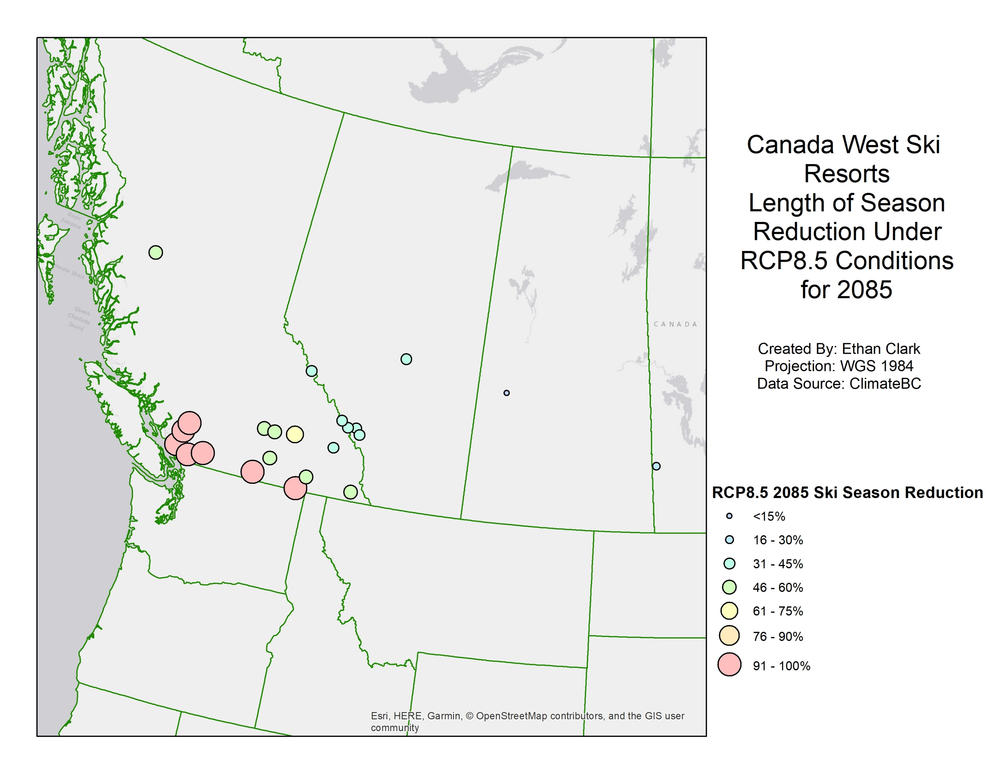 Canada West Ski
Resorts
Length of Season
Reduction Under
RCP8.5 Conditions
for 2085
Created By: Ethan Clark
Projection: WGS 1984
Data Source: ClimateBC
Dixon
Entrance
Hecate Strait
Queen
Charlotte
Sound
CANADA
RCP8.5 2085 Ski Season Reduction
<15%
16 - 30%
31 - 45%
46 - 60%
61 - 75%
76 - 90%
91 - 100%
Esri, HERE, Garmin, © OpenStreetMap contributors, and the GIS user
community